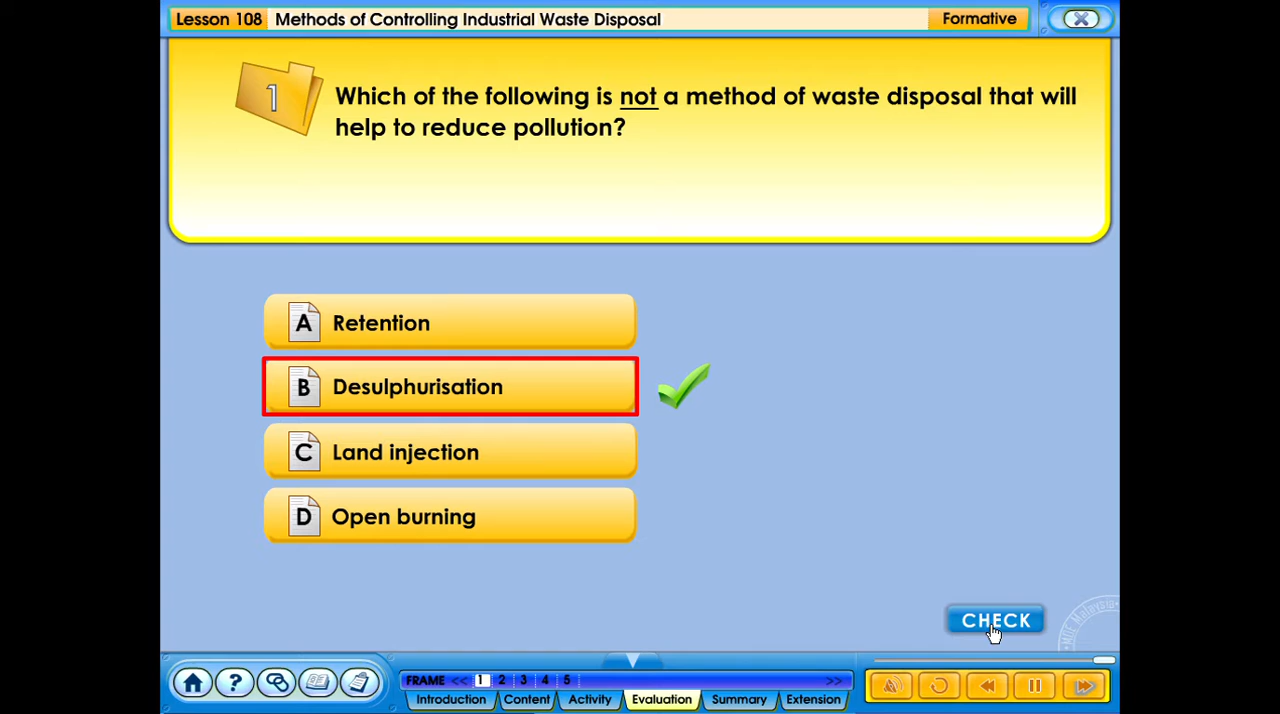 Lesson 108 Methods of Controlling Industrial Waste Disposal Formative
1 Which of the following is not a method of waste disposal that will
help to reduce pollution?
A Retention
B Desulphurisation
C Land injection
D Open burning
CHECK
MOE Malaysia
? FRAME << 1 2 3 4 5 >>
Introduction Content Activity Evaluation Summary Extension